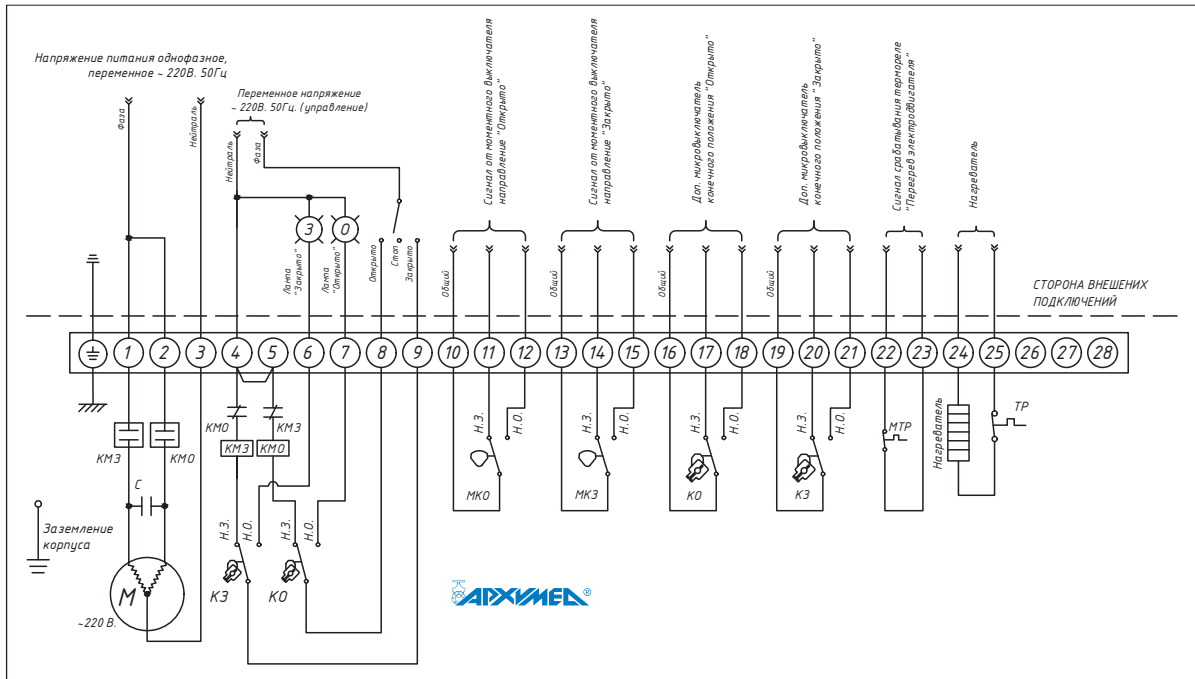 Напряжение питания однофазное,
переменное ~ 220В. 50Гц
Переменное напряжение
~ 220В. 50Гц. (управление)
Фаза
Нейтраль
Нейтраль
Фаза
З
О
Лампа
"Закрыто"
Лампа
"Открыто"
Открыто
Стоп
Закрыто
Сигнал от моментного выключателя
направление "Открыто"
Общий
Сигнал от моментного выключателя
направление "Закрыто"
Общий
Доп. микровыключатель
конечного положения "Открыто"
Общий
Доп. микровыключатель
конечного положения "Закрыто"
Общий
Сигнал срабатывания термореле
"Перегрев электродвигателя"
Нагреватель
СТОРОНА ВНЕШЕНИХ
ПОДКЛЮЧЕНИЙ
1 2 3 4 5 6 7 8 9 10 11 12 13 14 15 16 17 18 19 20 21 22 23 24 25 26 27 28
КМЗ
КМО
КМО
КМЗ
КМЗ
КМО
С
Заземление
корпуса
М
~220 В.
Н.З.
Н.О.
КЗ
Н.З.
Н.О.
КО
Н.З.
Н.О.
МКО
Н.З.
Н.О.
МКЗ
Н.З.
Н.О.
КО
Н.З.
Н.О.
КЗ
МТР
Нагреватель
ТР
АРХИМЕД®